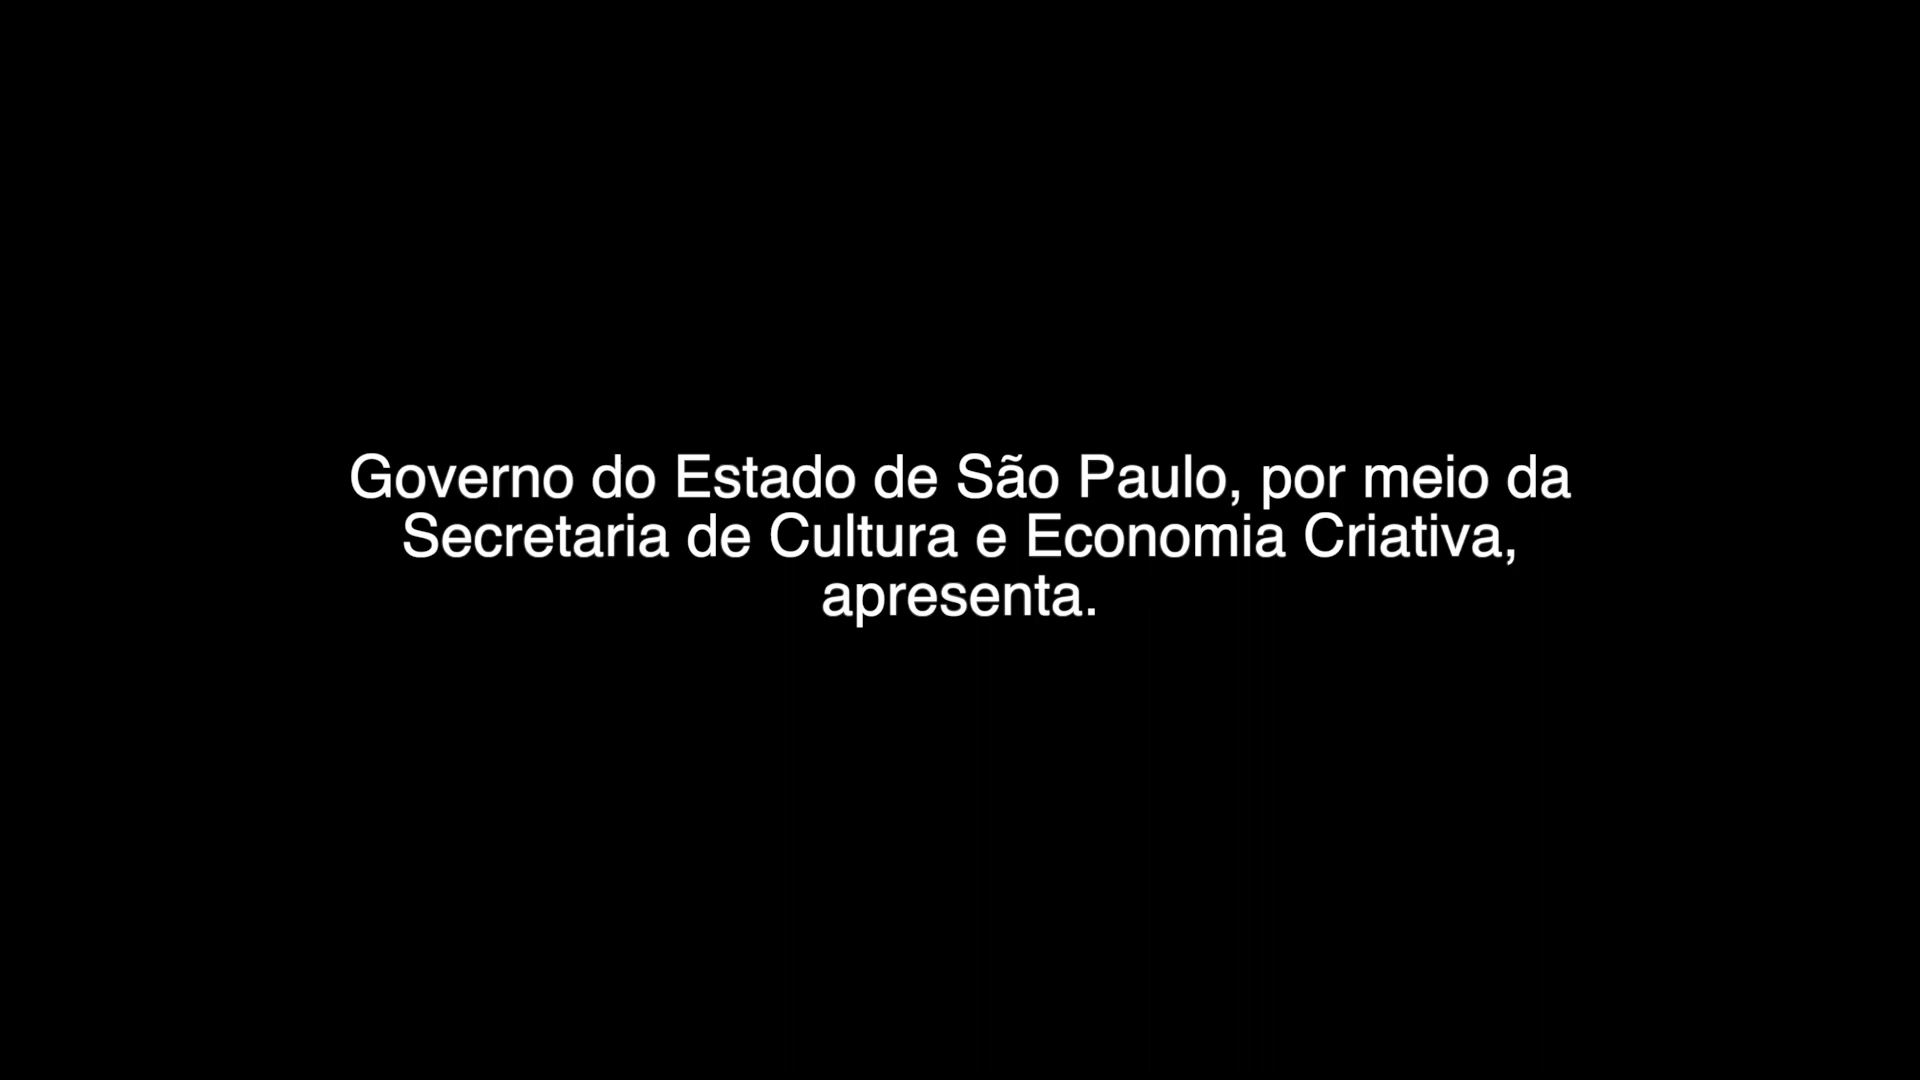 Governo do Estado de São Paulo, por meio da
Secretaria de Cultura e Economia Criativa,
apresenta.